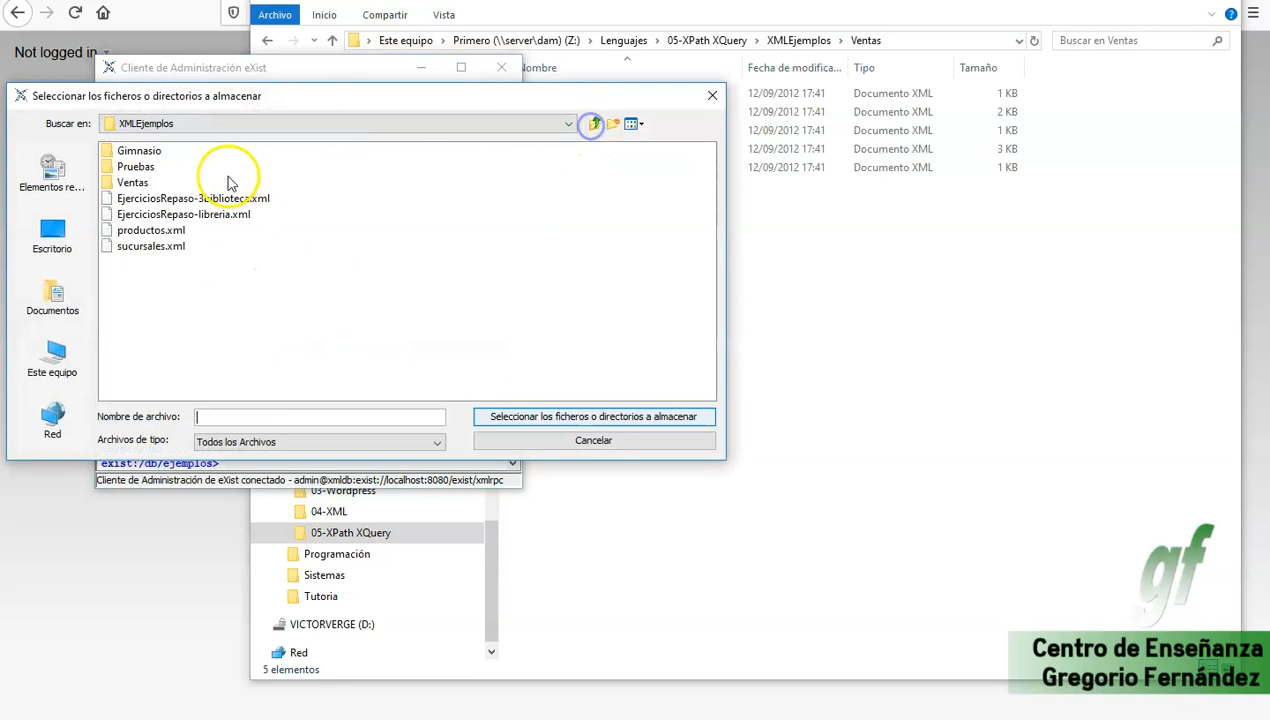 Archivo Inicio Compartir Vista
Not logged in
Este equipo Primero (\\server\dam) (Z:) Lenguajes 05-XPath XQuery XMLEjemplos Ventas
Buscar en Ventas
Cliente de Administración eXist
Nombre Fecha de modifica... Tipo Tamaño
12/09/2012 17:41 Documento XML 1 KB
12/09/2012 17:41 Documento XML 2 KB
12/09/2012 17:41 Documento XML 1 KB
12/09/2012 17:41 Documento XML 3 KB
12/09/2012 17:41 Documento XML 1 KB
Seleccionar los ficheros o directorios a almacenar
Buscar en: XMLEjemplos
Elementos re...
Escritorio
Documentos
Este equipo
Red
Gimnasio
Pruebas
Ventas
EjerciciosRepaso-3biblioteca.xml
EjerciciosRepaso-libreria.xml
productos.xml
sucursales.xml
Nombre de archivo: Seleccionar los ficheros o directorios a almacenar
Archivos de tipo: Todos los Archivos Cancelar
exist:/db/ejemplos>
Cliente de Administración de eXist conectado - admin@xmldb:exist://localhost:8080/exist/xmlrpc
03-Wordpress
04-XML
05-XPath XQuery
Programación
Sistemas
Tutoria
VICTORVERGE (D:)
Red
5 elementos
gf
Centro de Enseñanza
Gregorio Fernández